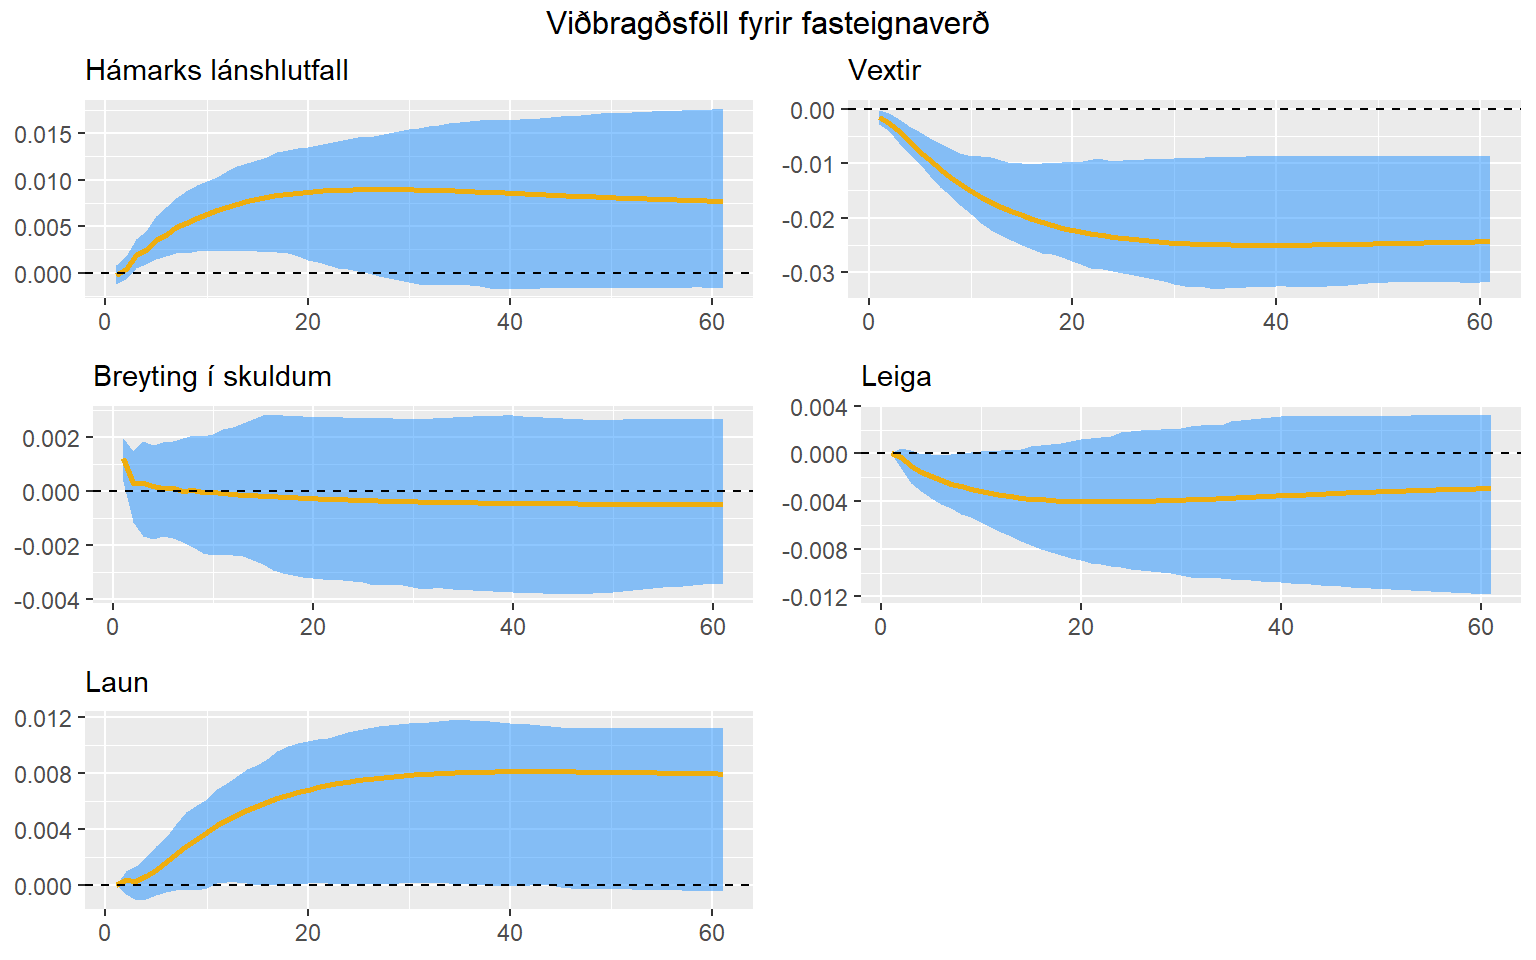 Viðbragðsföll fyrir fasteignaverð
Hámarks lánshlutfall
0.015
0.010
0.005
0.000
0 20 40 60
Vextir
0.00
-0.01
-0.02
-0.03
0 20 40 60
Breyting í skuldum
0.002
0.000
-0.002
-0.004
0 20 40 60
Leiga
0.004
0.000
-0.004
-0.008
-0.012
0 20 40 60
Laun
0.012
0.008
0.004
0.000
0 20 40 60